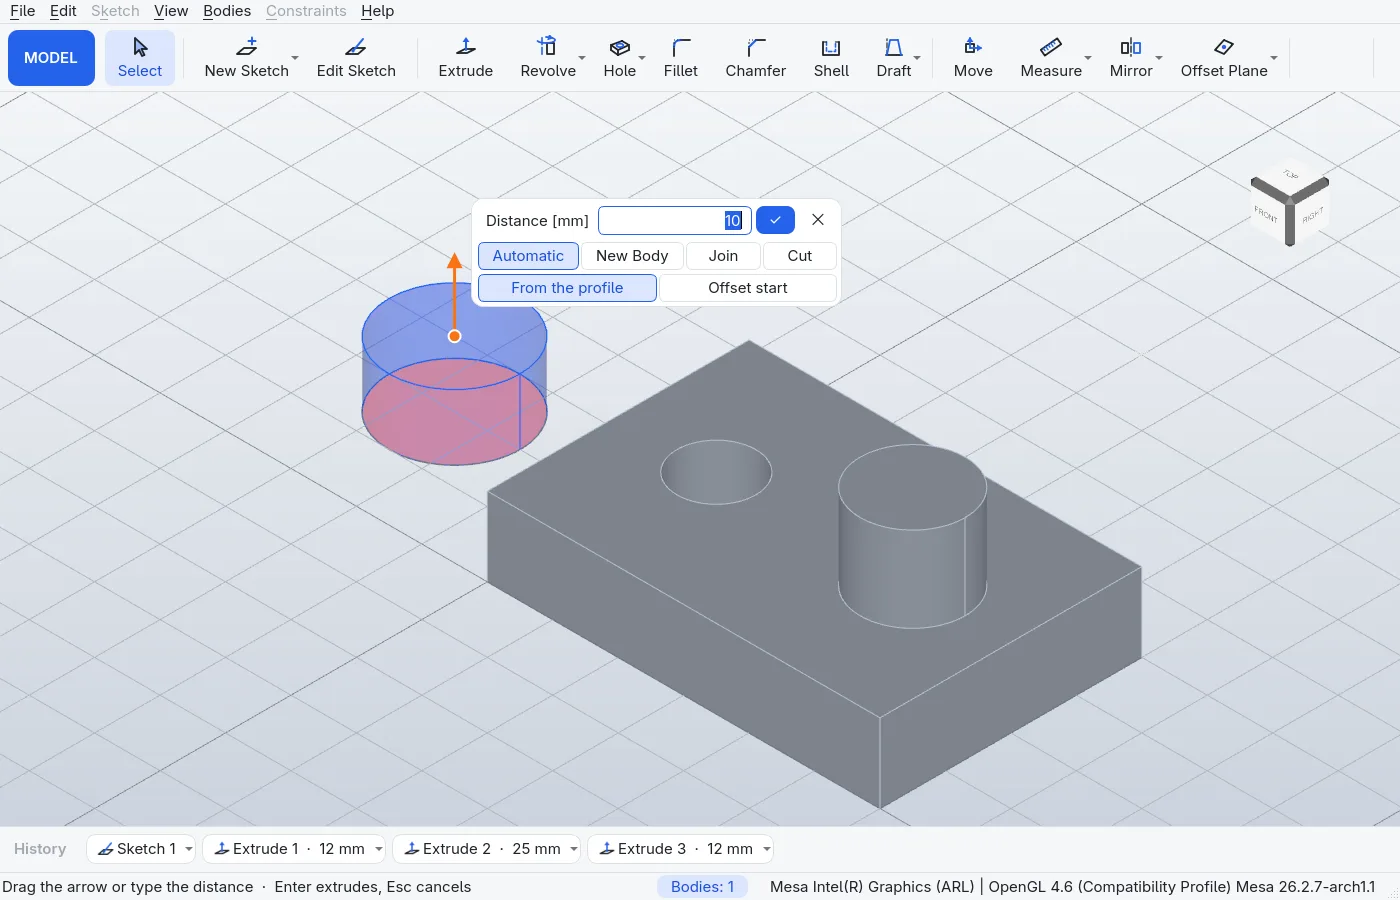 File Edit Sketch View Bodies Constraints Help
MODEL Select New Sketch Edit Sketch Extrude Revolve Hole Fillet Chamfer Shell Draft Move Measure Mirror Offset Plane
TOP
FRONT RIGHT
Distance [mm] 10
Automatic New Body Join Cut
From the profile Offset start
History Sketch 1 Extrude 1 · 12 mm Extrude 2 · 25 mm Extrude 3 · 12 mm
Drag the arrow or type the distance · Enter extrudes, Esc cancels Bodies: 1 Mesa Intel(R) Graphics (ARL) | OpenGL 4.6 (Compatibility Profile) Mesa 26.2.7-arch1.1